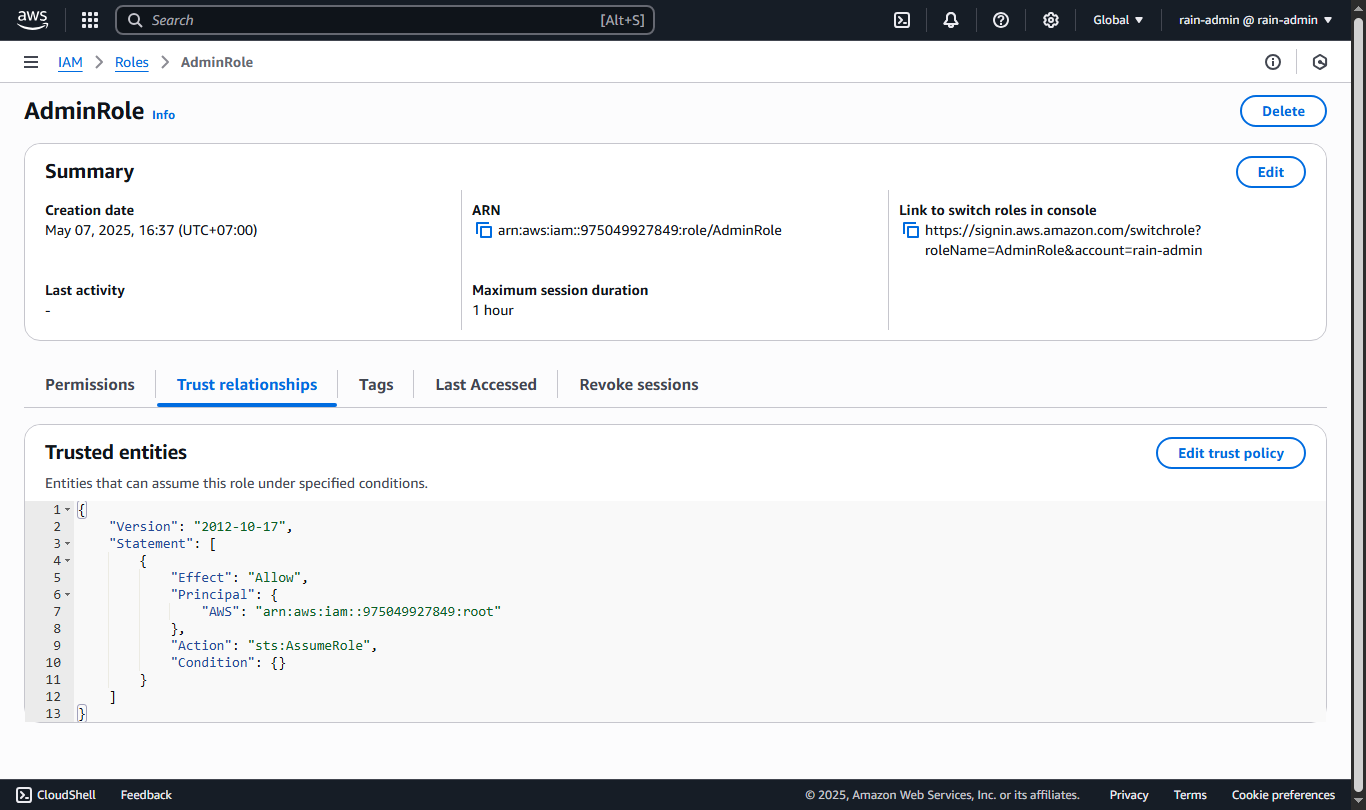 aws Search [Alt+S] Global rain-admin @ rain-admin
IAM Roles AdminRole
AdminRole Info Delete
Summary Edit
Creation date
May 07, 2025, 16:37 (UTC+07:00)
Last activity
-
ARN
arn:aws:iam::975049927849:role/AdminRole
Maximum session duration
1 hour
Link to switch roles in console
https://signin.aws.amazon.com/switchrole?
roleName=AdminRole&account=rain-admin
Permissions Trust relationships Tags Last Accessed Revoke sessions
Trusted entities Edit trust policy
Entities that can assume this role under specified conditions.
1 {
2     "Version": "2012-10-17",
3     "Statement": [
4         {
5             "Effect": "Allow",
6             "Principal": {
7                 "AWS": "arn:aws:iam::975049927849:root"
8             },
9             "Action": "sts:AssumeRole",
10             "Condition": {}
11         }
12     ]
13 }
CloudShell Feedback © 2025, Amazon Web Services, Inc. or its affiliates. Privacy Terms Cookie preferences